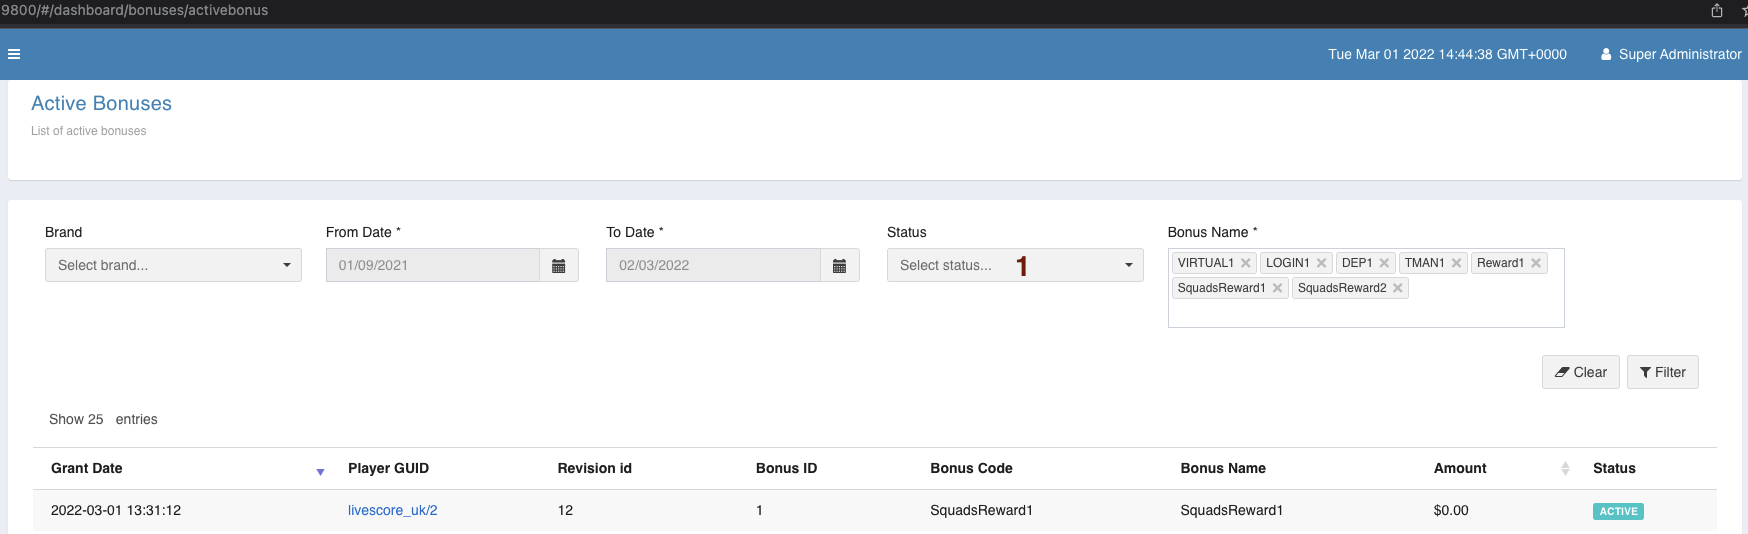 9800/#/dashboard/bonuses/activebonus
Tue Mar 01 2022 14:44:38 GMT+0000 Super Administrator
Active Bonuses
List of active bonuses
Brand From Date * To Date * Status Bonus Name *
Select brand... 01/09/2021 02/03/2022 Select status... 1 VIRTUAL1 LOGIN1 DEP1 TMAN1 Reward1
SquadsReward1 SquadsReward2
Clear Filter
Show 25 entries
Grant Date Player GUID Revision id Bonus ID Bonus Code Bonus Name Amount Status
2022-03-01 13:31:12 livescore_uk/2 12 1 SquadsReward1 SquadsReward1 $0.00 ACTIVE